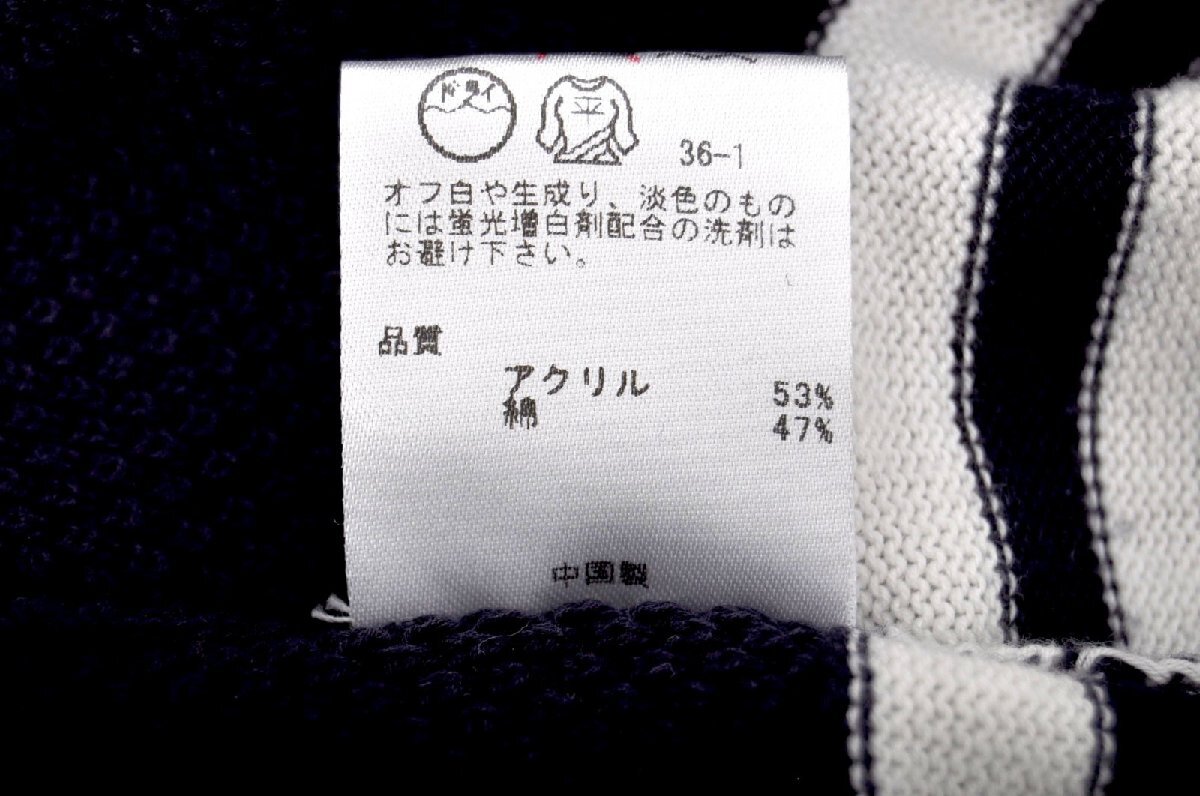 ドライ
平
36-1
オフ白や生成り、淡色のもの
には蛍光増白剤配合の洗剤は
お避け下さい。
品質
アクリル 53%
綿 47%
中国製